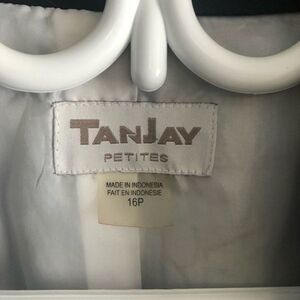 TANJAY
PETITES
MADE IN INDONESIA
FAIT EN INDONESIE
16P